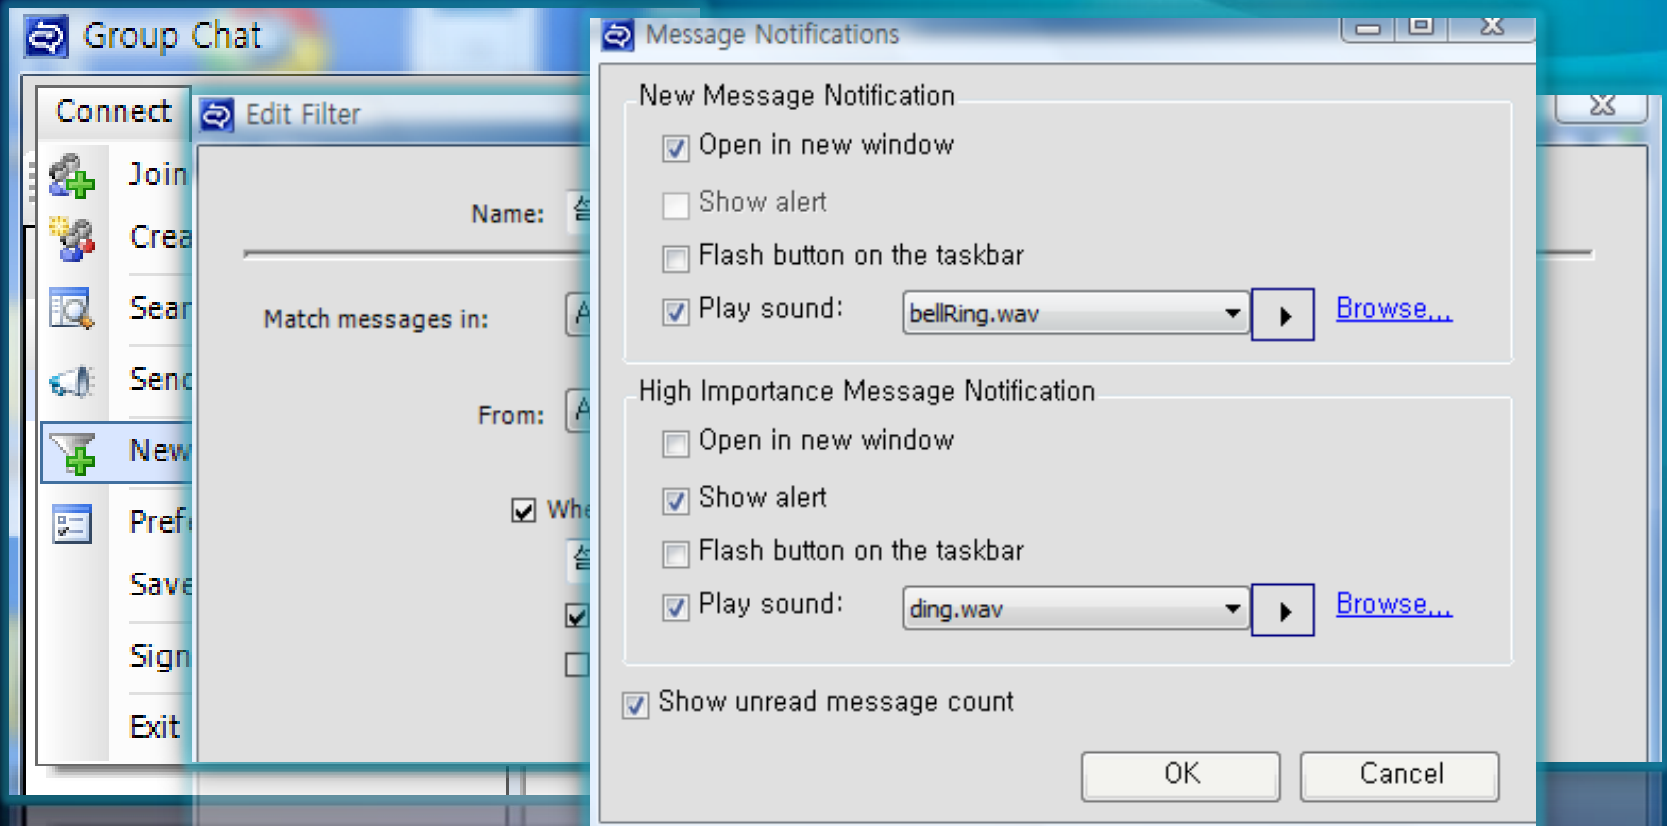 Group Chat
Connect
Join
Crea
Sear
Send
New
Pref
Save
Sign
Exit
Edit Filter
Name:
Match messages in:
From:
Whe
Message Notifications
New Message Notification
Open in new window
Show alert
Flash button on the taskbar
Play sound: bellRing.wav Browse...
High Importance Message Notification
Open in new window
Show alert
Flash button on the taskbar
Play sound: ding.wav Browse...
Show unread message count
OK Cancel